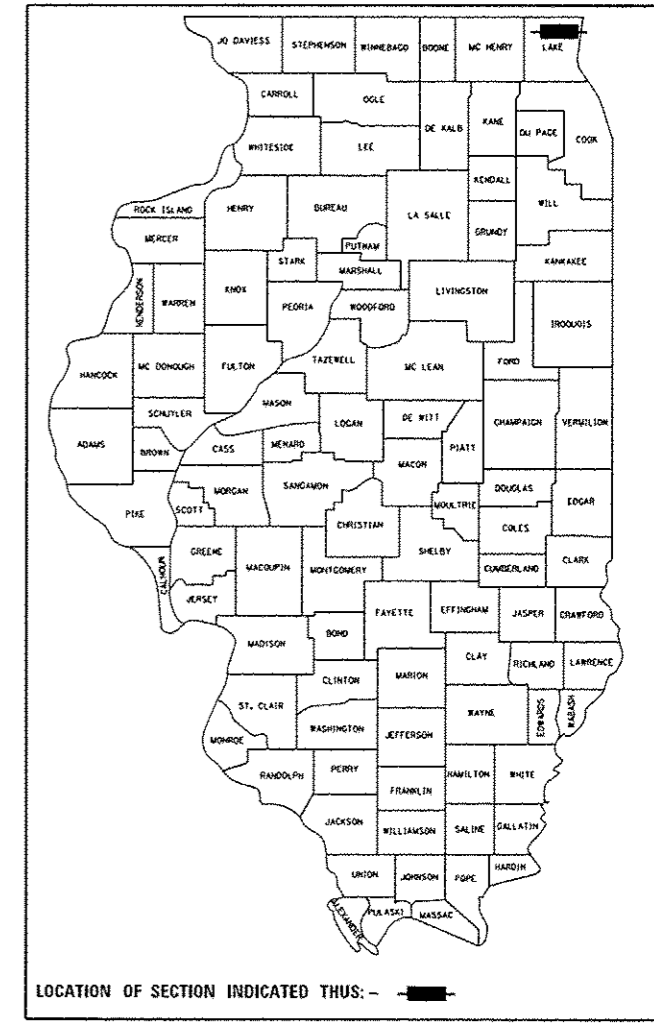 JO DAVIESS
STEPHENSON
WINNEBAGO
BOONE
MC HENRY
LAKE
CARROLL
OGLE
DE KALB
KANE
DU PAGE
COOK
WHITESIDE
LEE
KENDALL
WILL
ROCK ISLAND
HENRY
BUREAU
LA SALLE
GRUNDY
MERCER
PUTNAM
STARK
MARSHALL
KANKAKEE
HENDERSON
WARREN
KNOX
PEORIA
WOODFORD
LIVINGSTON
IROQUOIS
HANCOCK
MC DONOUGH
FULTON
TAZEWELL
MC LEAN
FORD
SCHUYLER
MASON
LOGAN
DE WITT
CHAMPAIGN
VERMILION
ADAMS
BROWN
CASS
MENARD
PIATT
MACON
MORGAN
SANGAMON
DOUGLAS
EDGAR
PIKE
SCOTT
CHRISTIAN
MOULTRIE
COLES
GREENE
MACOUPIN
MONTGOMERY
SHELBY
CUMBERLAND
CLARK
CALHOUN
JERSEY
FAYETTE
EFFINGHAM
JASPER
CRAWFORD
MADISON
BOND
CLAY
RICHLAND
LAWRENCE
CLINTON
MARION
ST. CLAIR
WAYNE
EDWARDS
WABASH
MONROE
WASHINGTON
JEFFERSON
RANDOLPH
PERRY
HAMILTON
WHITE
FRANKLIN
JACKSON
WILLIAMSON
SALINE
GALLATIN
UNION
JOHNSON
POPE
HARDIN
ALEXANDER
PULASKI
MASSAC
LOCATION OF SECTION INDICATED THUS: -